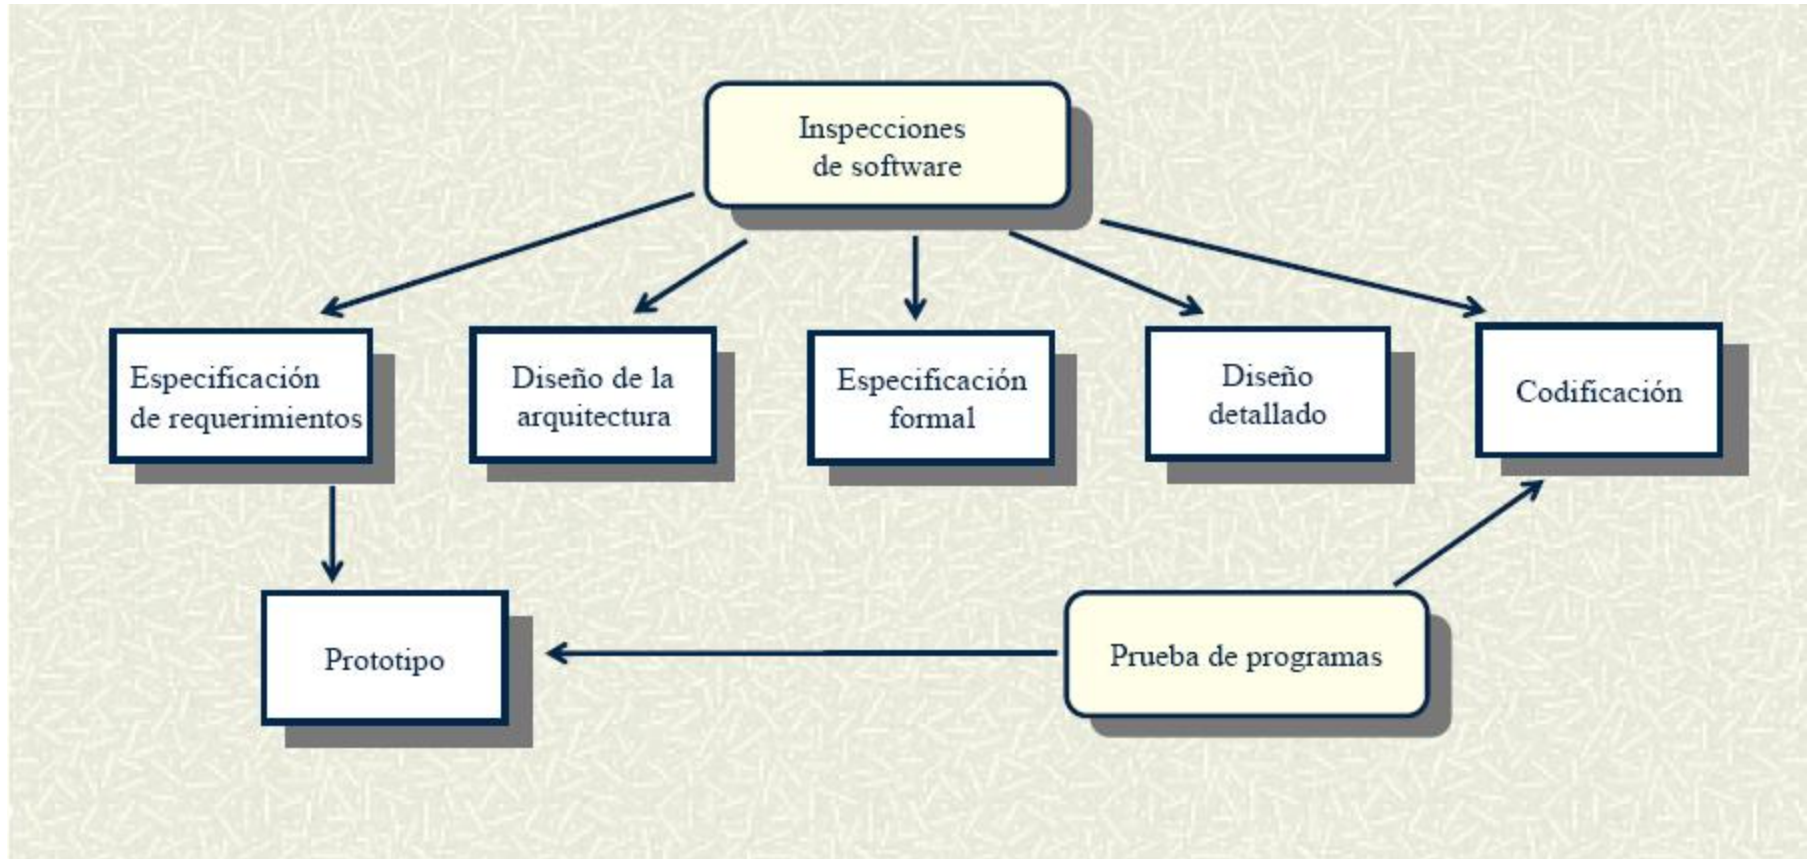 Inspecciones
de software
Especificación
de requerimientos
Diseño de la
arquitectura
Especificación
formal
Diseño
detallado
Codificación
Prototipo
Prueba de programas